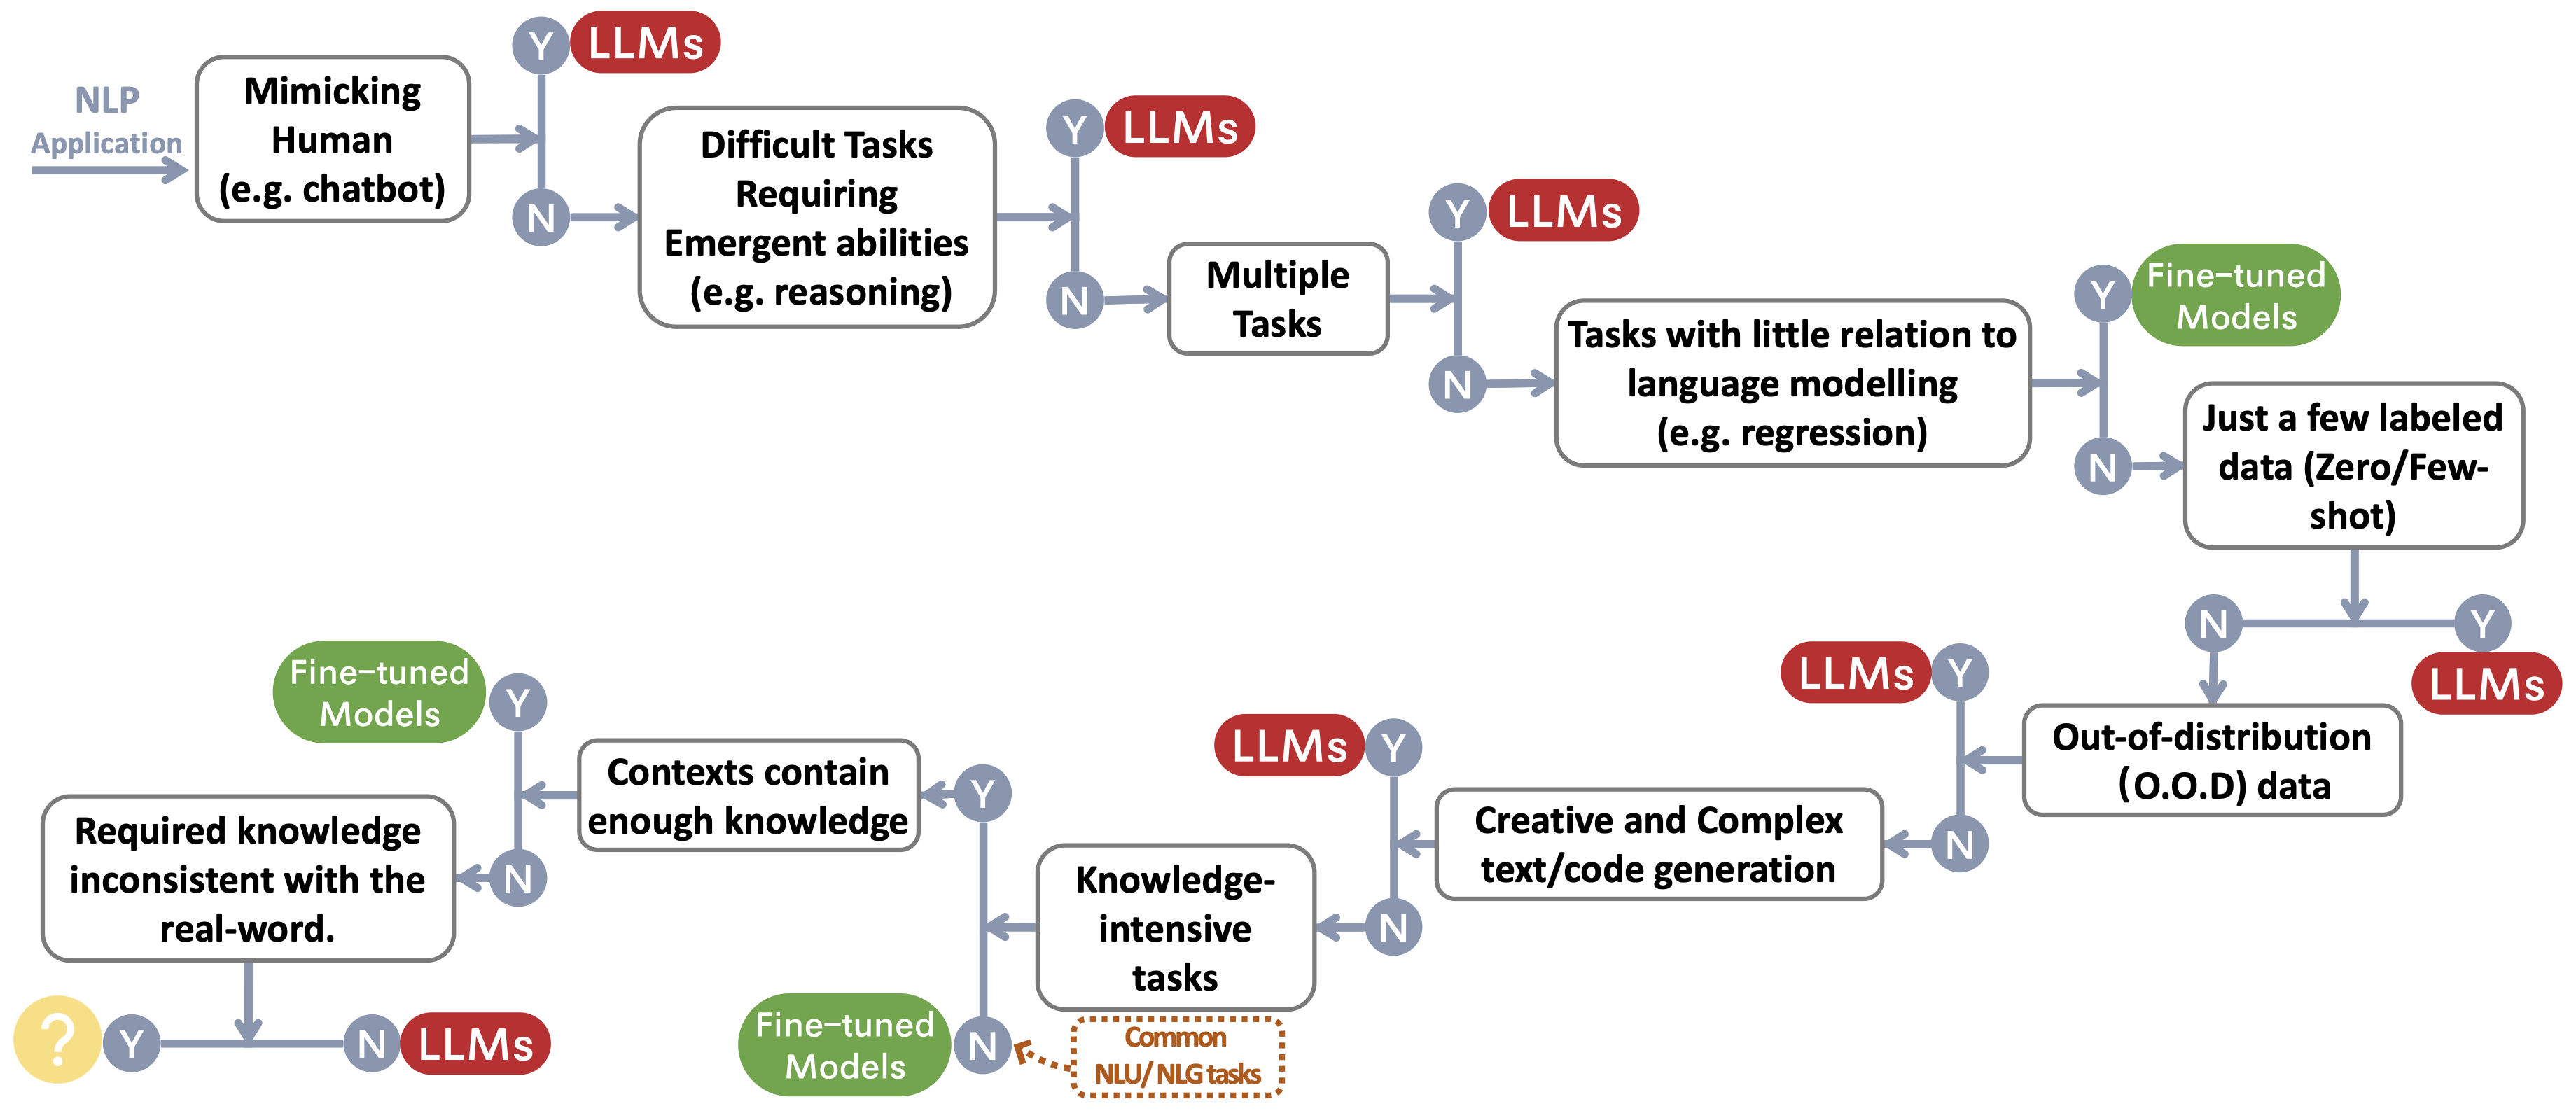 NLP
Application
Mimicking
Human
(e.g. chatbot)
Y
LLMs
N
Difficult Tasks
Requiring
Emergent abilities
(e.g. reasoning)
Y
LLMs
N
Multiple
Tasks
Y
LLMs
N
Tasks with little relation to
language modelling
(e.g. regression)
Y
Fine-tuned
Models
N
Just a few labeled
data (Zero/Few-
shot)
N
Y
LLMs
Out-of-distribution
(O.O.D) data
LLMs
Y
N
Creative and Complex
text/code generation
LLMs
Y
N
Knowledge-
intensive
tasks
Y
Fine-tuned
Models
N
Common
NLU/ NLG tasks
Contexts contain
enough knowledge
Fine-tuned
Models
Y
N
Required knowledge
inconsistent with the
real-word.
?
Y
N
LLMs